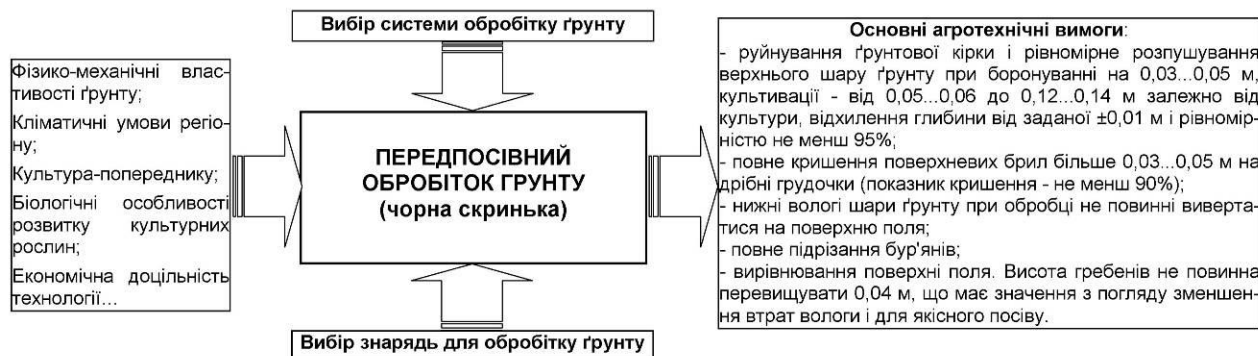 Вибір системи обробітку ґрунту
Фізико-механічні влас-
тивості ґрунту;
Кліматичні умови регіо-
ну;
Культура-попереднику;
Біологічні особливості
розвитку культурних
рослин;
Економічна доцільність
технології...
ПЕРЕДПОСІВНИЙ
ОБРОБІТОК ГРУНТУ
(чорна скринька)
Вибір знарядь для обробітку ґрунту
Основні агротехнічні вимоги:
- руйнування ґрунтової кірки і рівномірне розпушування
верхнього шару ґрунту при боронуванні на 0,03...0,05 м,
культивації - від 0,05...0,06 до 0,12...0,14 м залежно від
культури, відхилення глибини від заданої ±0,01 м і рівномір-
ністю не менш 95%;
- повне кришення поверхневих брил більше 0,03...0,05 м на
дрібні грудочки (показник кришення - не менш 90%);
- нижні вологі шари ґрунту при обробці не повинні виверта-
тися на поверхню поля;
- повне підрізання бур'янів;
- вирівнювання поверхні поля. Висота гребенів не повинна
перевищувати 0,04 м, що має значення з погляду зменшен-
ня втрат вологи і для якісного посіву.